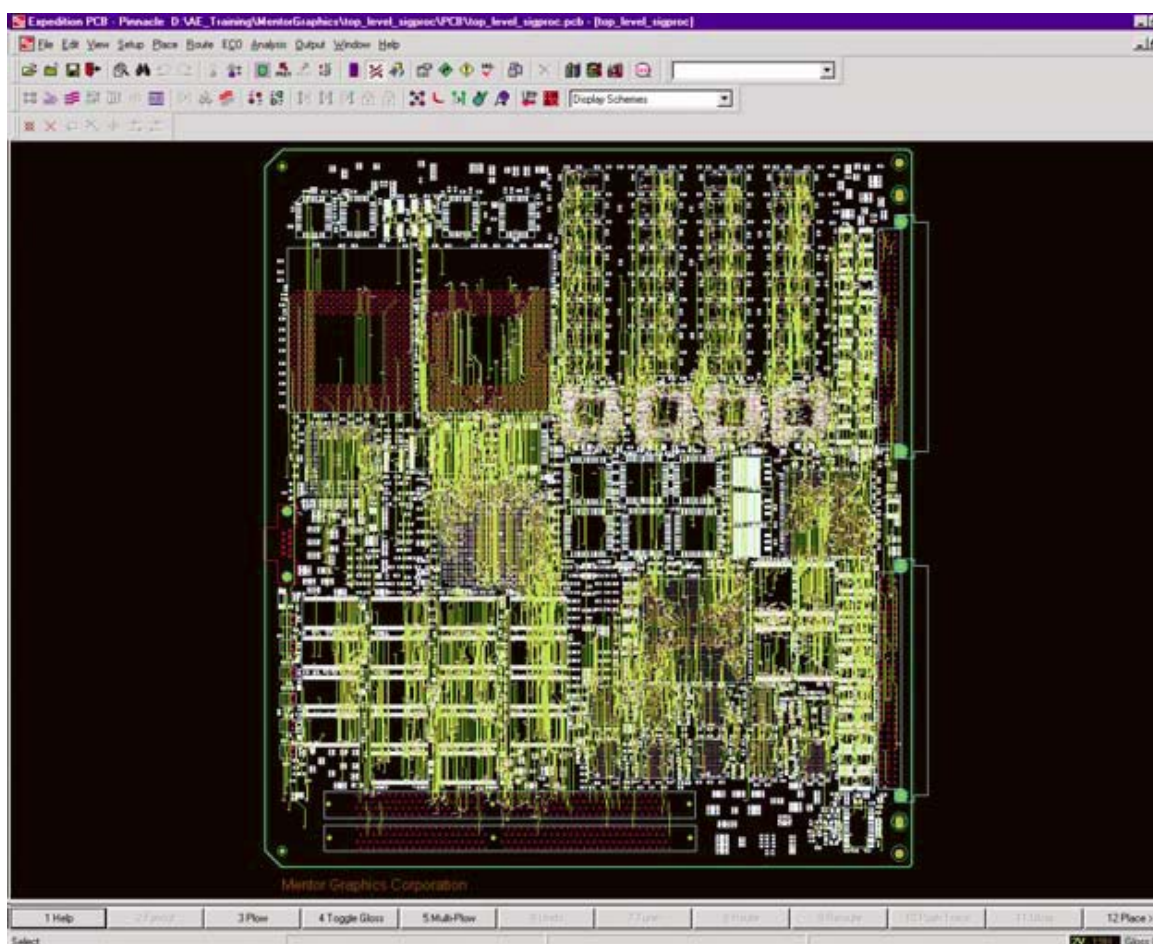 Expedition PCB - Pinnacle D:\AE_Training\MentorGraphics\top_level_sigproc\PCB\top_level_sigproc.pcb - [top_level_sigproc]
File Edit View Setup Place Route ECO Analysis Output Window Help
Display Schemes
Mentor Graphics Corporation
1 Help 3 Plow 4 Toggle Gloss 5 Multi-Plow 12 Place >
Select